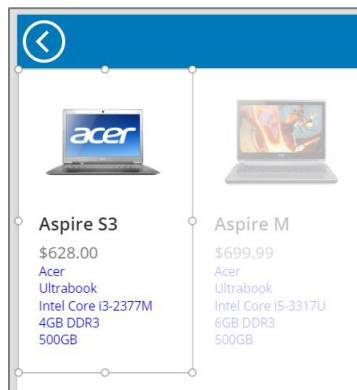 acer
Aspire S3
$628.00
Acer
Ultrabook
Intel Core i3-2377M
4GB DDR3
500GB
Aspire M
$699.99
Acer
Ultrabook
Intel Core i5-3317U
6GB DDR3
500GB